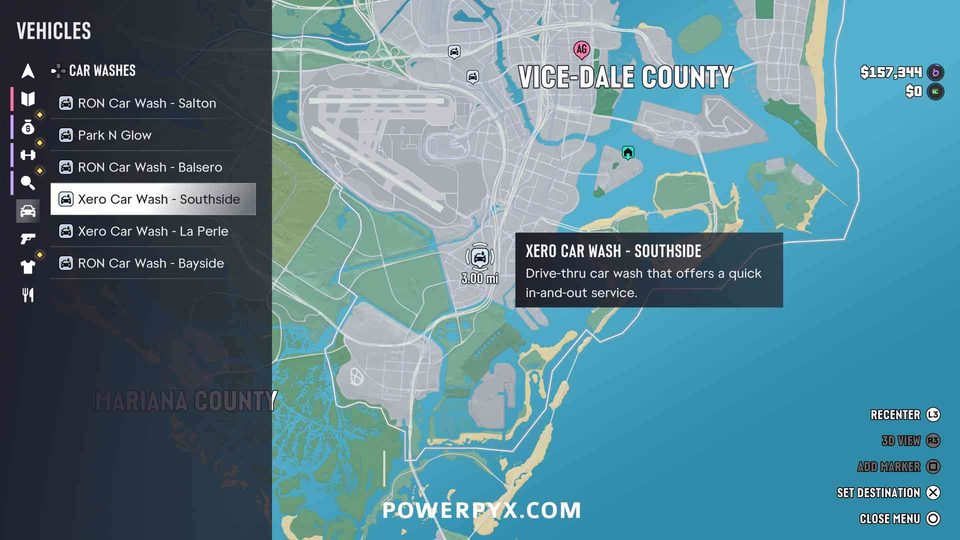 VEHICLES
CAR WASHES
RON Car Wash - Salton
Park N Glow
RON Car Wash - Balsero
Xero Car Wash - Southside
Xero Car Wash - La Perle
RON Car Wash - Bayside
AG
VICE-DALE COUNTY
$157,344
$0
3.00 mi
XERO CAR WASH - SOUTHSIDE
Drive-thru car wash that offers a quick
in-and-out service.
MARIANA COUNTY
RECENTER L3
3D VIEW R3
ADD MARKER
SET DESTINATION
CLOSE MENU
POWERPYX.COM